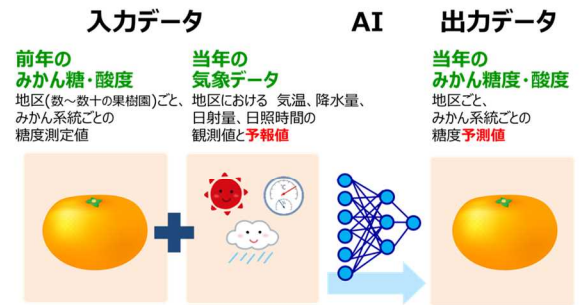 入力データ
AI
出力データ
前年の
みかん糖・酸度
地区(数～数十の果樹園)ごと、
みかん系統ごとの
糖度測定値
当年の
気象データ
地区における 気温、降水量、
日射量、日照時間の
観測値と予報値
当年の
みかん糖度・酸度
地区ごと、
みかん系統ごとの
糖度予測値